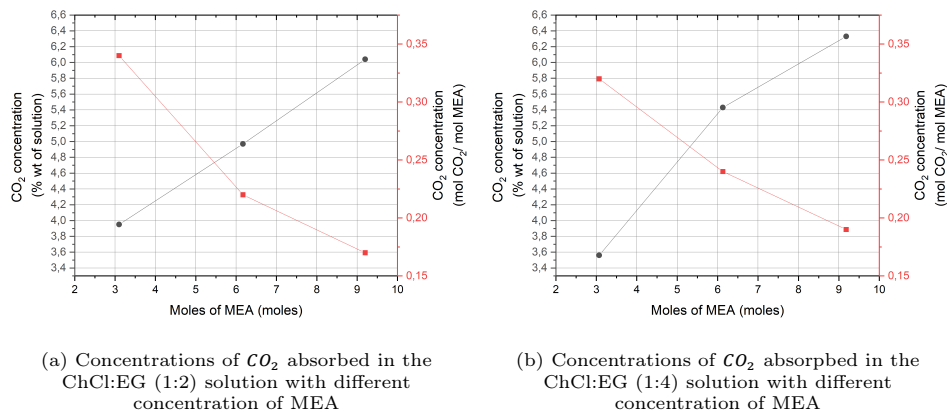 6,6
6,4
6,2
6,0
5,8
5,6
5,4
5,2
5,0
4,8
4,6
4,4
4,2
4,0
3,8
3,6
3,4
CO₂ concentration
(% wt of solution)
0,35
0,30
0,25
0,20
0,15
CO₂ concentration
(mol CO₂/ mol MEA)
2 3 4 5 6 7 8 9 10
Moles of MEA (moles)
(a) Concentrations of CO₂ absorbed in the
ChCl:EG (1:2) solution with different
concentration of MEA
6,6
6,4
6,2
6,0
5,8
5,6
5,4
5,2
5,0
4,8
4,6
4,4
4,2
4,0
3,8
3,6
3,4
CO₂ concentration
(% wt of solution)
0,35
0,30
0,25
0,20
0,15
CO₂ concentration
(mol CO₂/ mol MEA)
2 3 4 5 6 7 8 9 10
Moles of MEA (moles)
(b) Concentrations of CO₂ absorpbed in the
ChCl:EG (1:4) solution with different
concentration of MEA